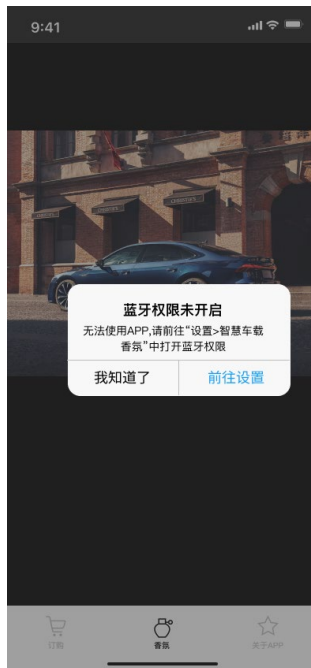 9:41
蓝牙权限未开启
无法使用APP,请前往“设置>智慧车载
香氛”中打开蓝牙权限
我知道了
前往设置
订购
香氛
关于APP